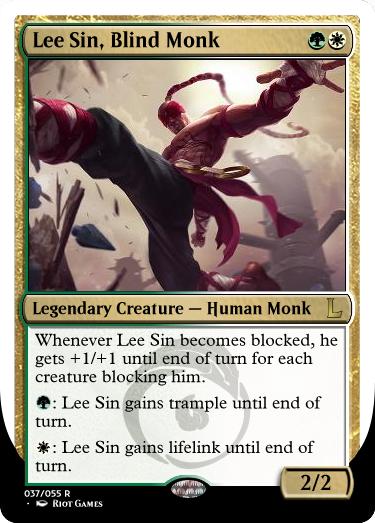 Lee Sin, Blind Monk
Legendary Creature — Human Monk
L
Whenever Lee Sin becomes blocked, he
gets +1/+1 until end of turn for each
creature blocking him.
: Lee Sin gains trample until end of
turn.
: Lee Sin gains lifelink until end of
turn.
2/2
037/055 R
· Riot Games